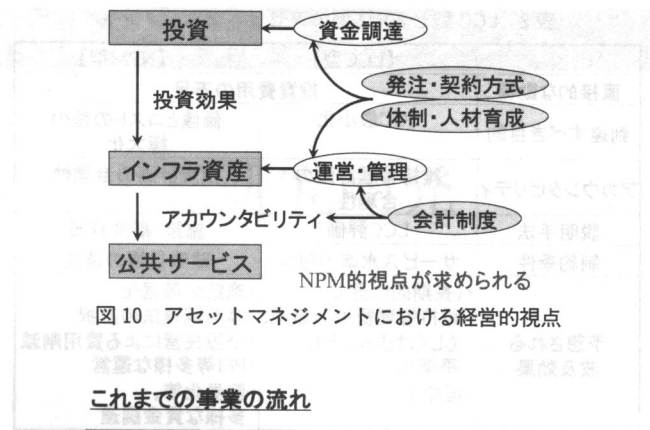 投資
資金調達
発注・契約方式
投資効果
体制・人材育成
インフラ資産
運営・管理
アカウンタビリティ
会計制度
公共サービス
NPM的視点が求められる
図10 アセットマネジメントにおける経営的視点
これまでの事業の流れ